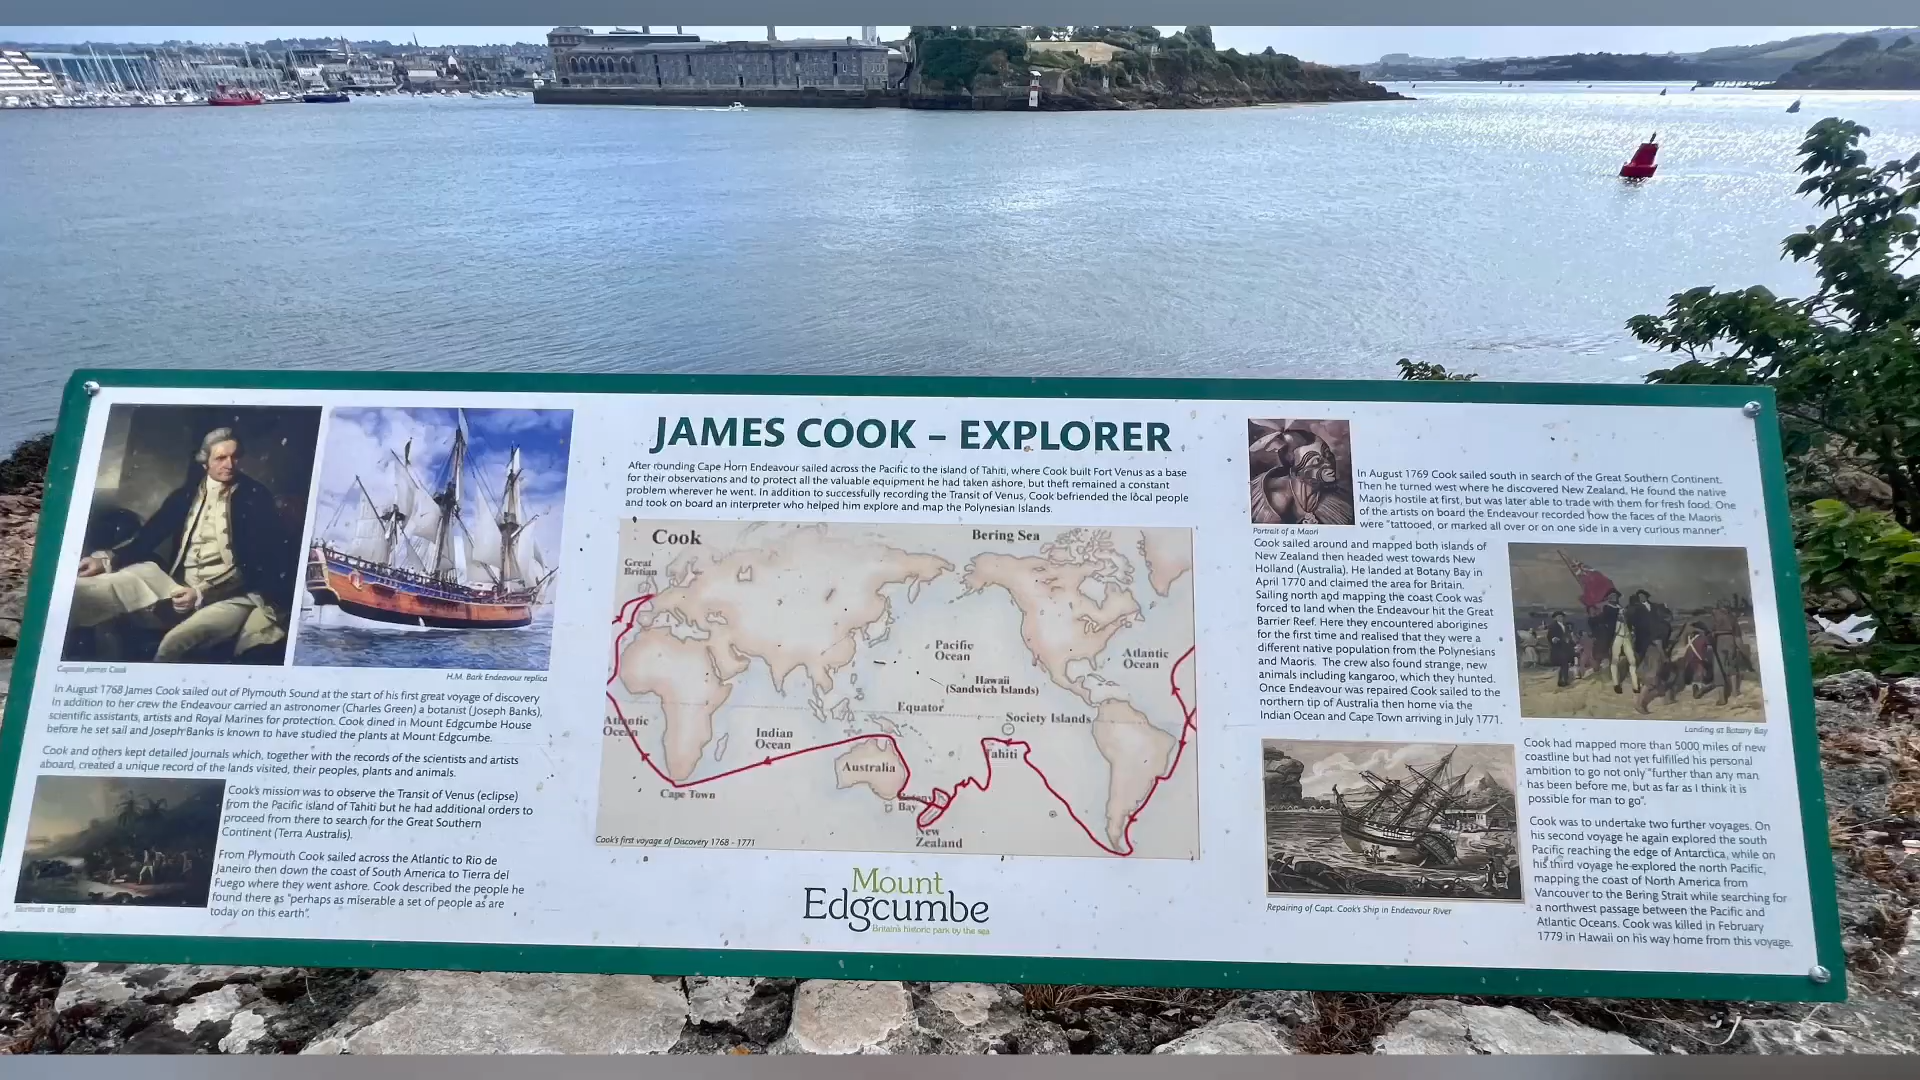 JAMES COOK – EXPLORER
Captain James Cook
H.M. Bark Endeavour replica
In August 1768 James Cook sailed out of Plymouth Sound at the start of his first great voyage of discovery
In addition to her crew the Endeavour carried an astronomer (Charles Green) a botanist (Joseph Banks),
scientific assistants, artists and Royal Marines for protection. Cook dined in Mount Edgcumbe House
before he set sail and Joseph Banks is known to have studied the plants at Mount Edgcumbe.
Cook and others kept detailed journals which, together with the records of the scientists and artists
aboard, created a unique record of the lands visited, their peoples, plants and animals.
Cook's mission was to observe the Transit of Venus (eclipse)
from the Pacific island of Tahiti but he had additional orders to
proceed from there to search for the Great Southern
Continent (Terra Australis).
From Plymouth Cook sailed across the Atlantic to Rio de
Janeiro then down the coast of South America to Tierra del
Fuego where they went ashore. Cook described the people he
found there as "perhaps as miserable a set of people as are
today on this earth".
in Tahiti
After rounding Cape Horn Endeavour sailed across the Pacific to the island of Tahiti, where Cook built Fort Venus as a base
for their observations and to protect all the valuable equipment he had taken ashore, but theft remained a constant
problem wherever he went. In addition to successfully recording the Transit of Venus, Cook befriended the local people
and took on board an interpreter who helped him explore and map the Polynesian Islands.
Cook
Bering Sea
Great
Britian
Pacific
Ocean
Atlantic
Ocean
Hawaii
(Sandwich Islands)
Equator
Society Islands
Atlantic
Ocean
Indian
Ocean
Tahiti
Australia
Cape Town
Botany
Bay
New
Zealand
Cook's first voyage of Discovery 1768 - 1771
Mount
Edgcumbe
Britain's historic park by the sea
Portrait of a Maori
In August 1769 Cook sailed south in search of the Great Southern Continent.
Then he turned west where he discovered New Zealand. He found the native
Maoris hostile at first, but was later able to trade with them for fresh food. One
of the artists on board the Endeavour recorded how the faces of the Maoris
were "tattooed, or marked all over or on one side in a very curious manner".
Cook sailed around and mapped both islands of
New Zealand then headed west towards New
Holland (Australia). He landed at Botany Bay in
April 1770 and claimed the area for Britain.
Sailing north and mapping the coast Cook was
forced to land when the Endeavour hit the Great
Barrier Reef. Here they encountered aborigines
for the first time and realised that they were a
different native population from the Polynesians
and Maoris. The crew also found strange, new
animals including kangaroo, which they hunted.
Once Endeavour was repaired Cook sailed to the
northern tip of Australia then home via the
Indian Ocean and Cape Town arriving in July 1771.
Landing at Botany Bay
Repairing of Capt. Cook's Ship in Endeavour River
Cook had mapped more than 5000 miles of new
coastline but had not yet fulfilled his personal
ambition to go not only "further than any man
has been before me, but as far as I think it is
possible for man to go".
Cook was to undertake two further voyages. On
his second voyage he again explored the south
Pacific reaching the edge of Antarctica, while on
his third voyage he explored the north Pacific,
mapping the coast of North America from
Vancouver to the Bering Strait while searching for
a northwest passage between the Pacific and
Atlantic Oceans. Cook was killed in February
1779 in Hawaii on his way home from this voyage.